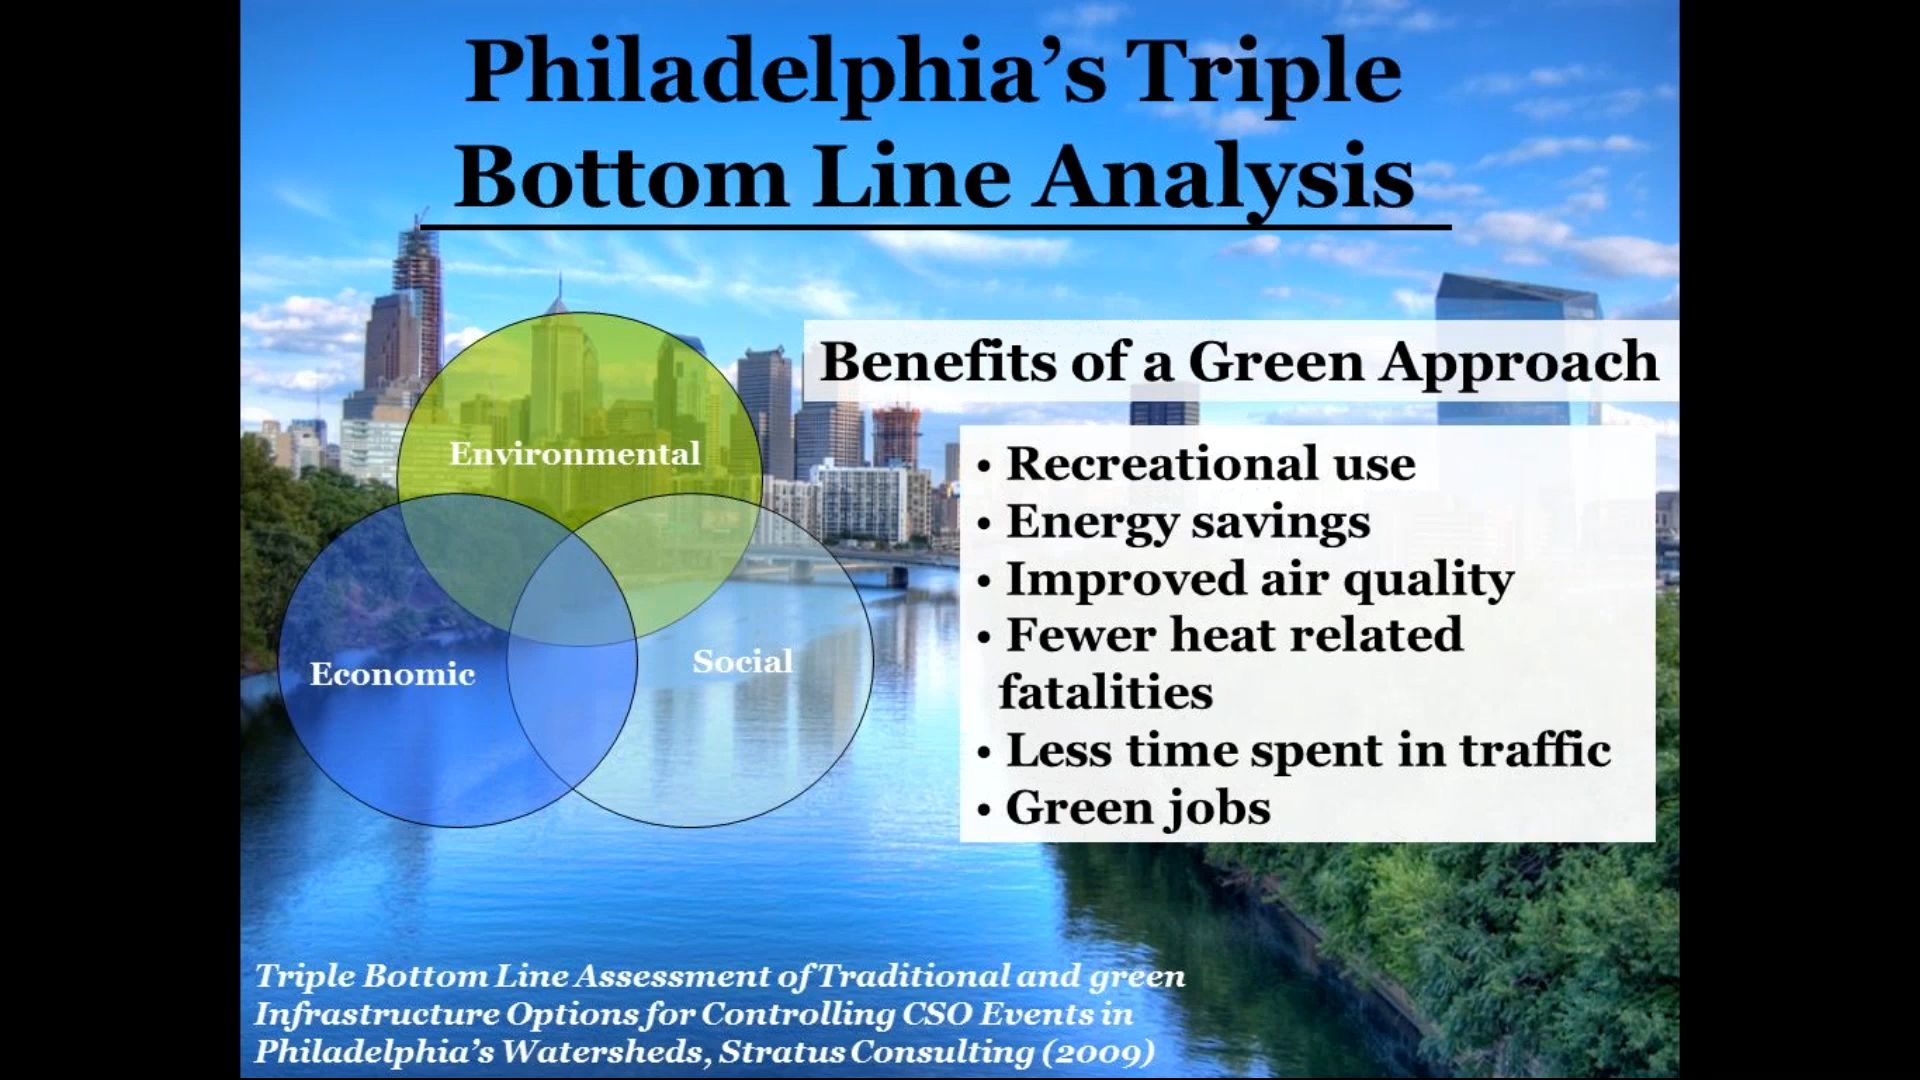 Philadelphia's Triple
Bottom Line Analysis
Benefits of a Green Approach
Environmental
Economic
Social
• Recreational use
• Energy savings
• Improved air quality
• Fewer heat related
fatalities
• Less time spent in traffic
• Green jobs
Triple Bottom Line Assessment of Traditional and green
Infrastructure Options for Controlling CSO Events in
Philadelphia's Watersheds, Stratus Consulting (2009)